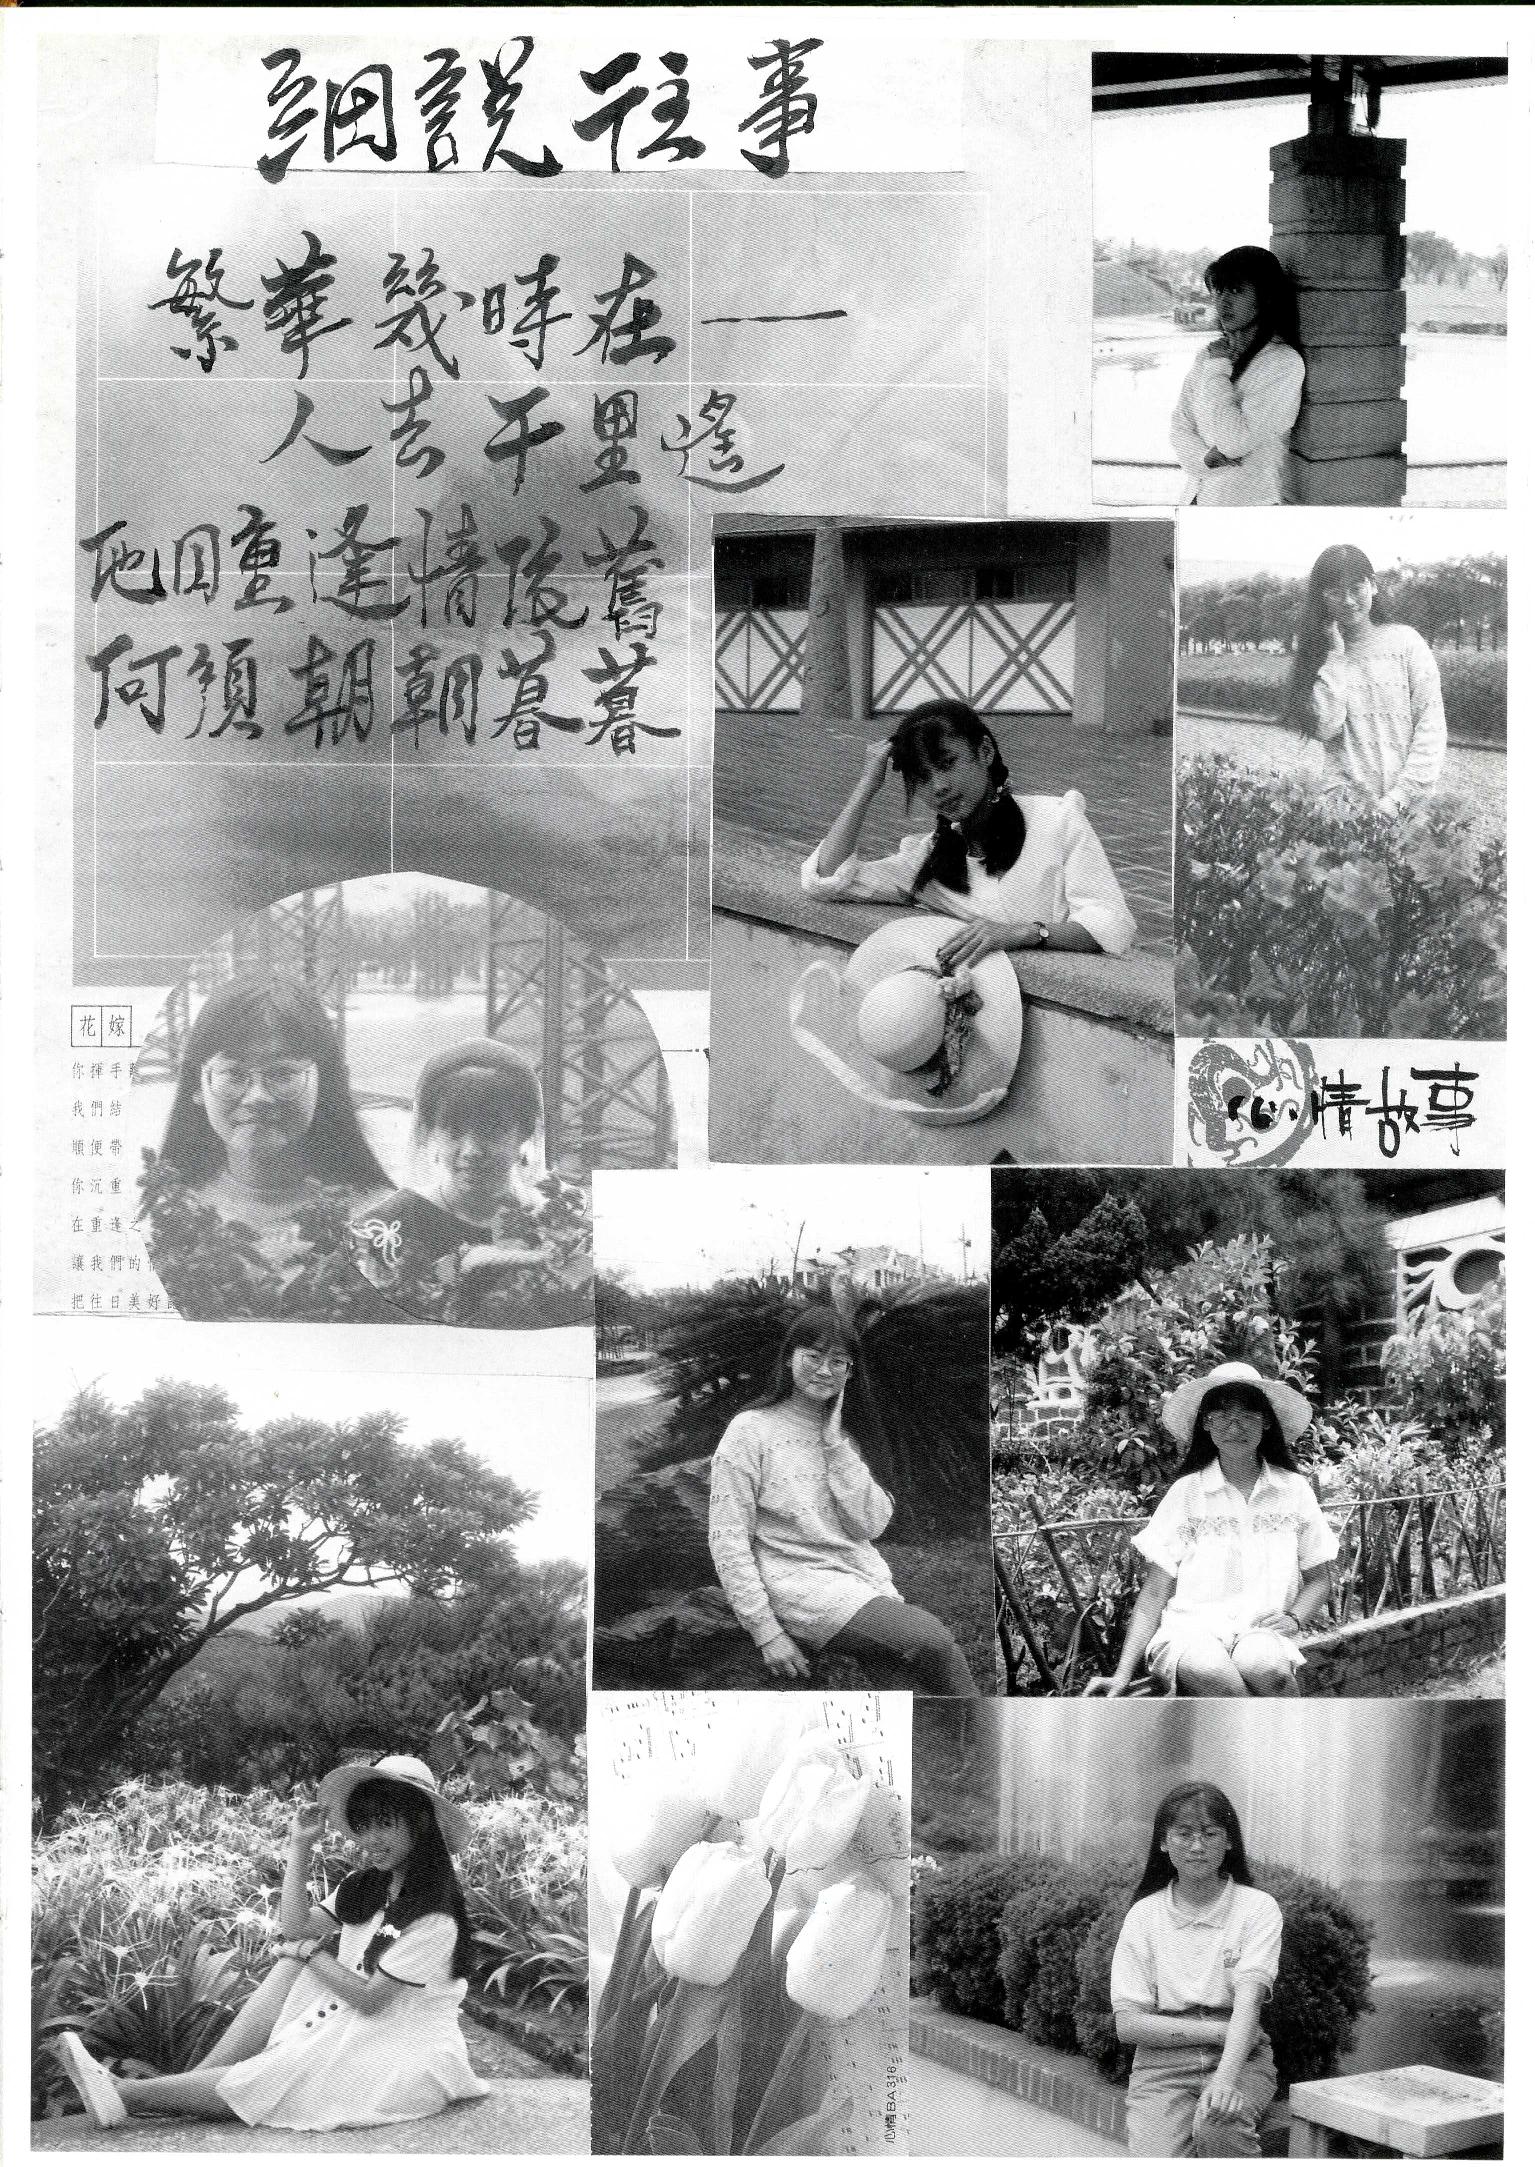 細說往事
繁華幾時在——
人去千里遙
他日重逢情依舊
何須朝朝暮暮
花嫁
你揮手
我們結
順便帶
你沉重
在重逢之
讓我們的情
把往日美好
心情故事
心情BA316